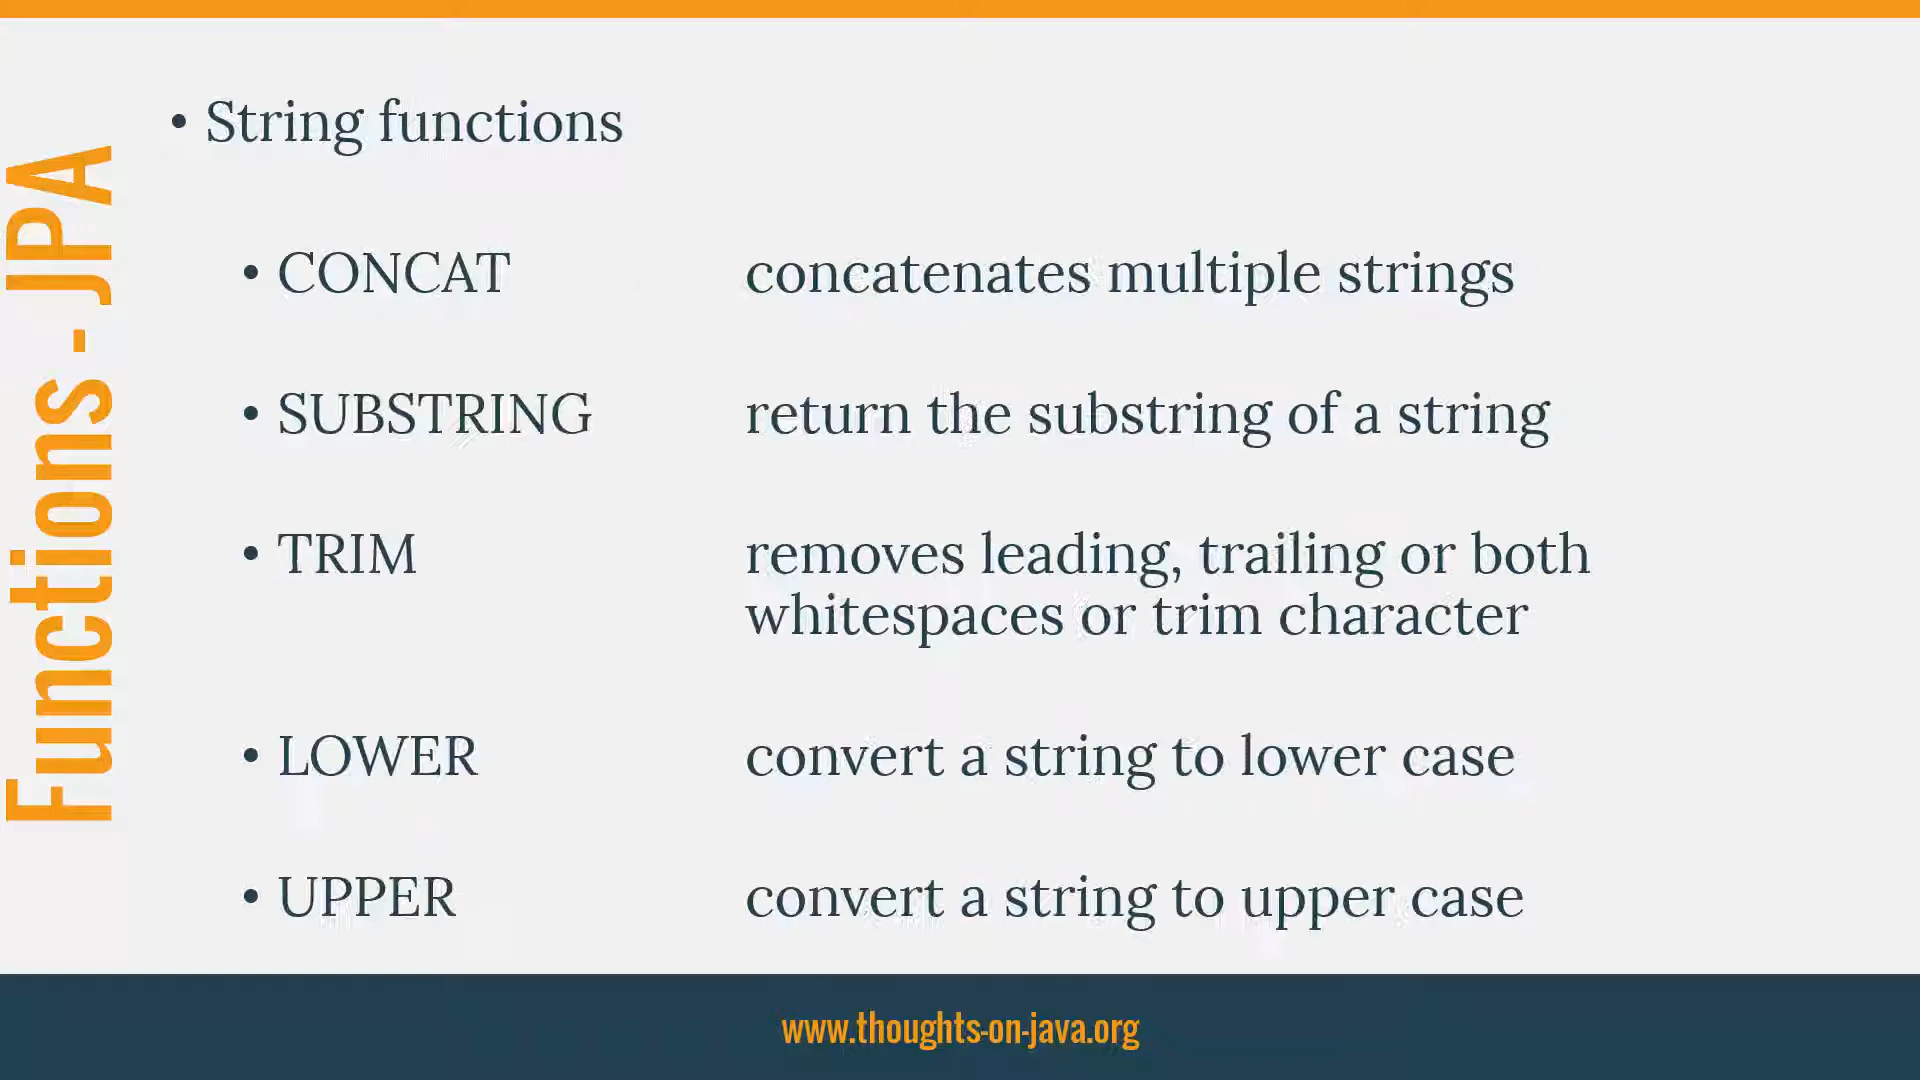 Functions - JPA
• String functions
• CONCAT concatenates multiple strings
• SUBSTRING return the substring of a string
• TRIM removes leading, trailing or both
whitespaces or trim character
• LOWER convert a string to lower case
• UPPER convert a string to upper case
www.thoughts-on-java.org